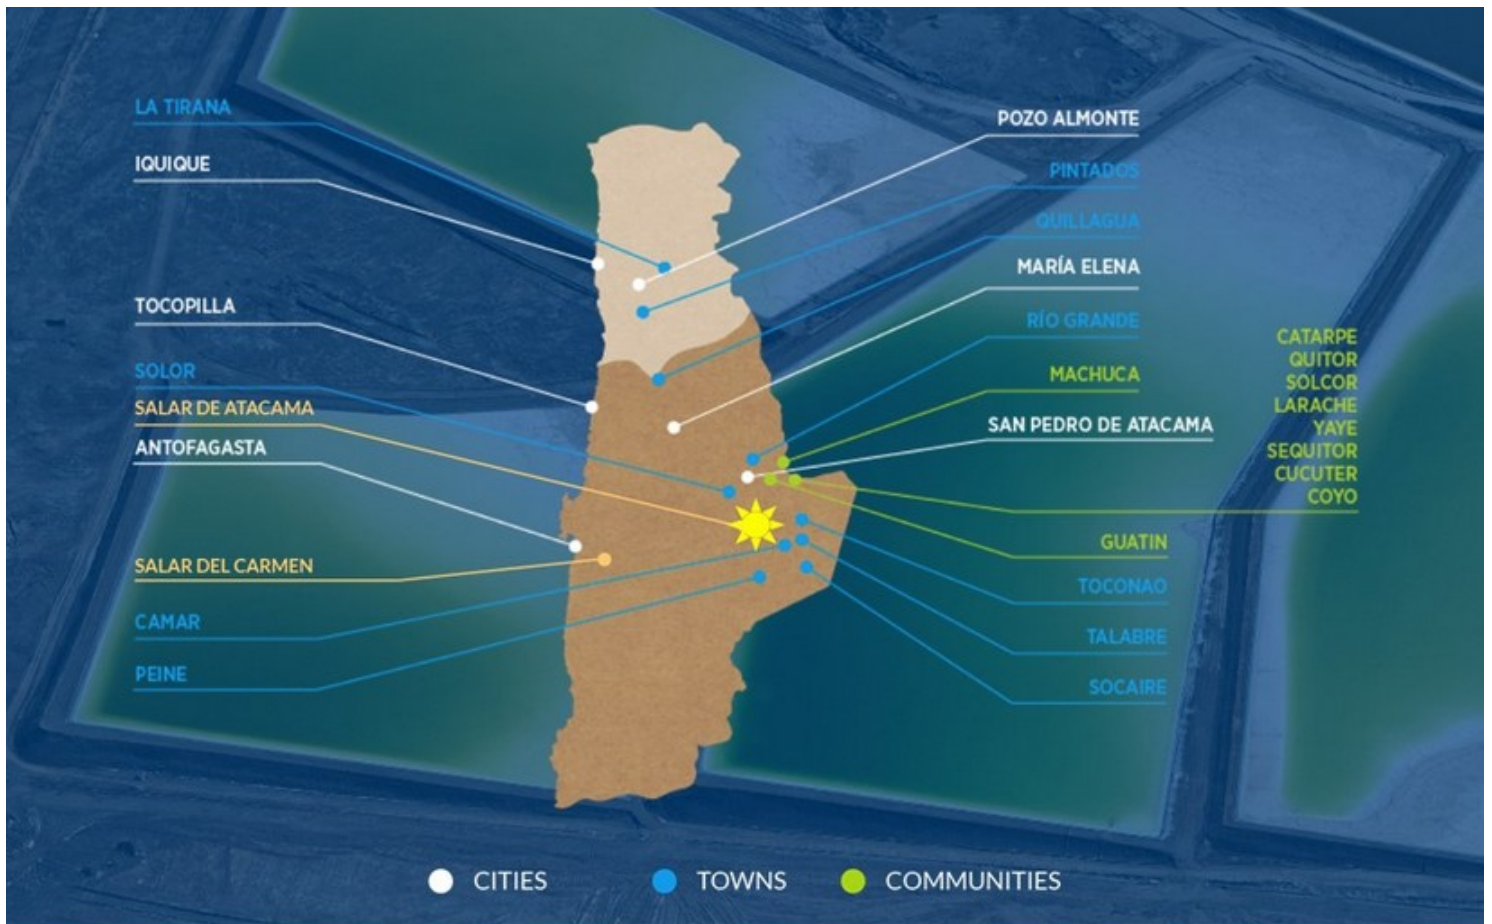 LA TIRANA
IQUIQUE
TOCOPILLA
SOLOR
SALAR DE ATACAMA
ANTOFAGASTA
SALAR DEL CARMEN
CAMAR
PEINE
POZO ALMONTE
PINTADOS
QUILLAGUA
MARÍA ELENA
RÍO GRANDE
MACHUCA
SAN PEDRO DE ATACAMA
CATARPE
QUITOR
SOLCOR
LARACHE
YAYE
SEQUITOR
CUCUTER
COYO
GUATIN
TOCONAO
TALABRE
SOCAIRE
CITIES
TOWNS
COMMUNITIES